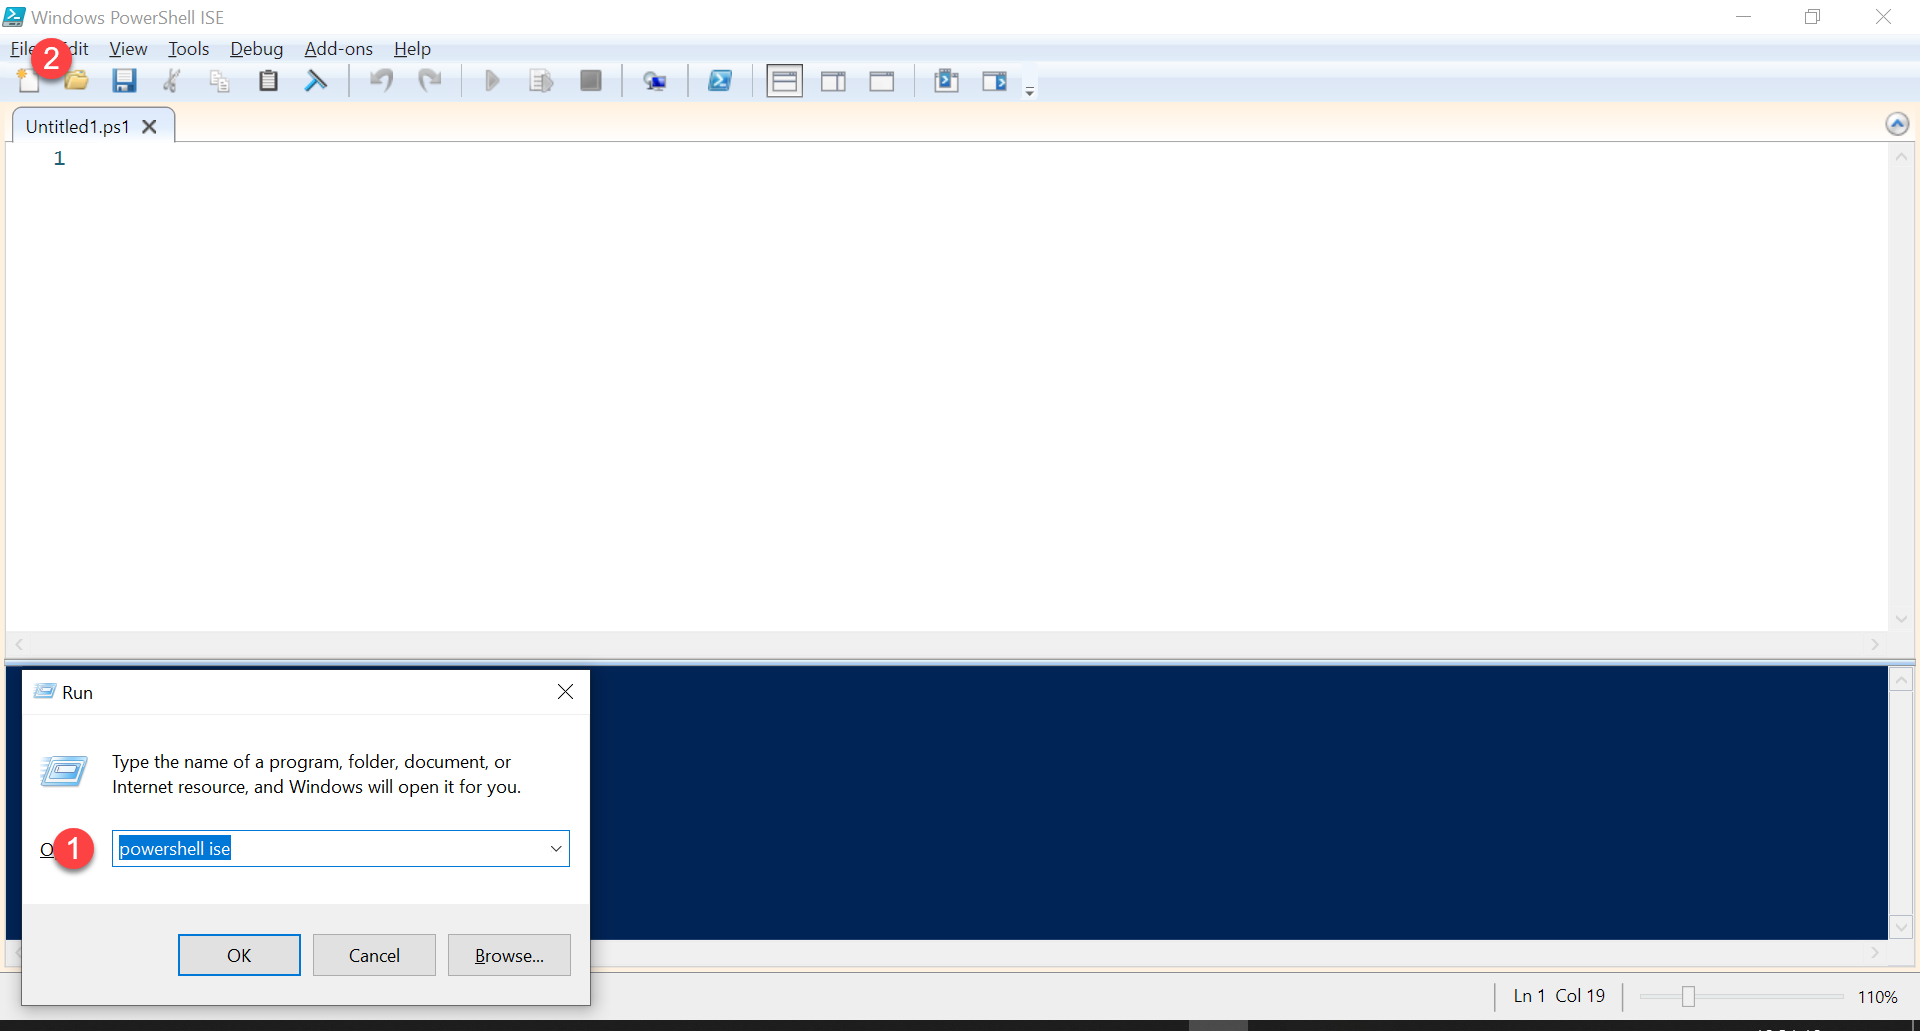 Windows PowerShell ISE
File dit View Tools Debug Add-ons Help
2
Untitled1.ps1
1
Run
Type the name of a program, folder, document, or
Internet resource, and Windows will open it for you.
O 1 powershell ise
OK Cancel Browse...
Ln 1 Col 19 110%